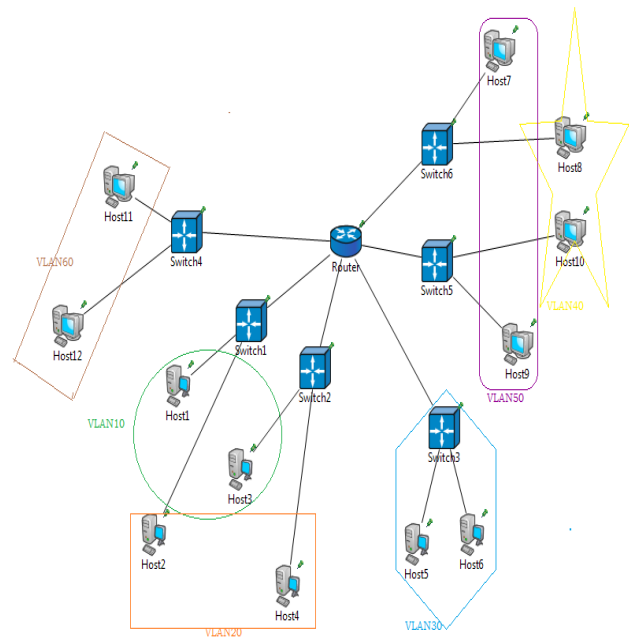 Host7
Host8
Switch6
Host11
Host10
Switch4
VLAN60
Router
Switch5
VLAN40
Host12
Switch1
Host9
Switch2
VLAN50
Host1
VLAN10
Switch3
Host3
Host2
Host5
Host6
Host4
VLAN20
VLAN30